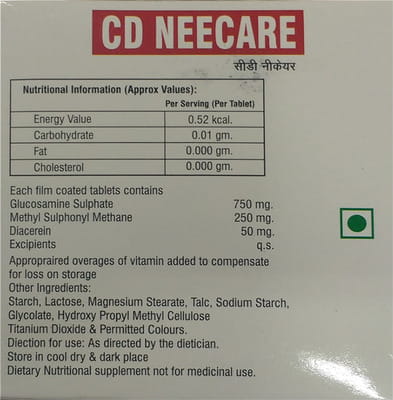 CD NEECARE
सीडी नीकेयर
Nutritional Information (Approx Values):
Per Serving (Per Tablet)
Energy Value 0.52 kcal.
Carbohydrate 0.01 gm.
Fat 0.000 gm.
Cholesterol 0.000 gm.
Each film coated tablets contains
Glucosamine Sulphate 750 mg.
Methyl Sulphonyl Methane 250 mg.
Diacerein 50 mg.
Excipients q.s.
Appropraired overages of vitamin added to compensate
for loss on storage
Other Ingredients:
Starch, Lactose, Magnesium Stearate, Talc, Sodium Starch,
Glycolate, Hydroxy Propyl Methyl Cellulose
Titanium Dioxide & Permitted Colours.
Diection for use: As directed by the dietician.
Store in cool dry & dark place
Dietary Nutritional supplement not for medicinal use.